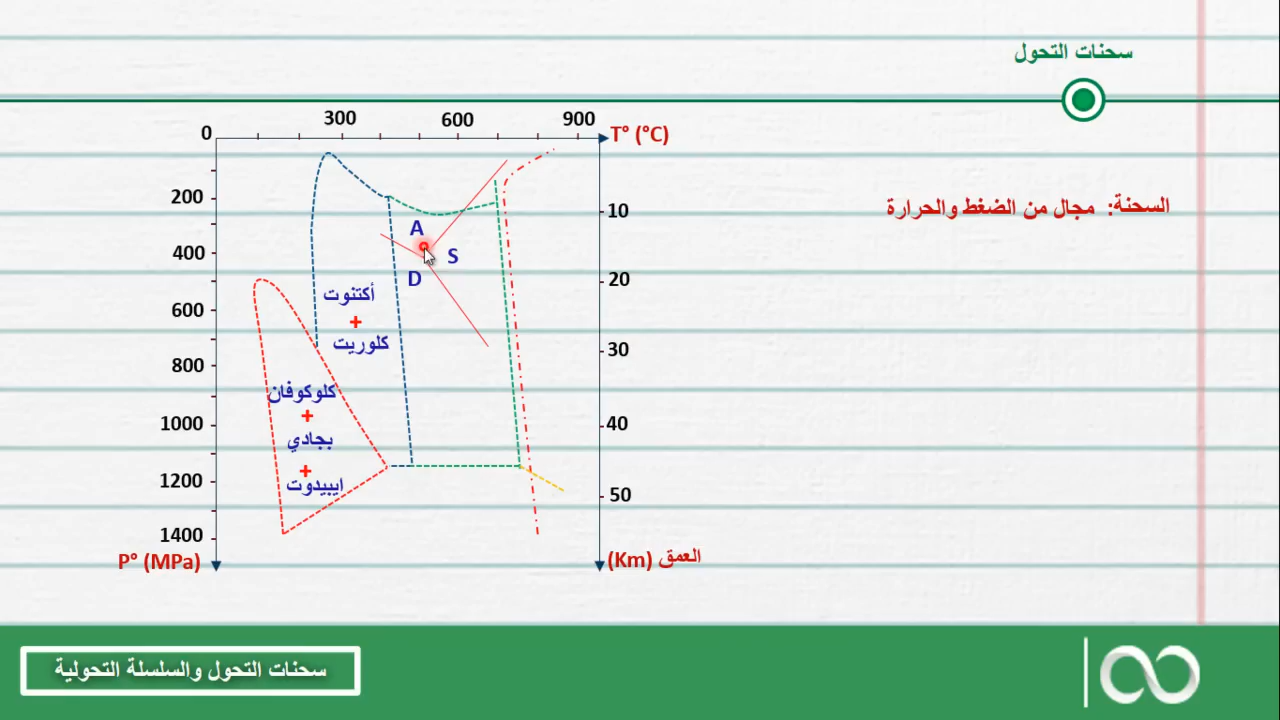 سحنات التحول
0 300 600 900 T° (°C)
السحنة: مجال من الضغط والحرارة
200
10
A
400
S
D
20
أكتنوت
600
+
كلوريت
30
800
كلوكوفان
+
1000
40
بجادي
+
1200
ايبيدوت
50
1400
P° (MPa)
العمق (Km)
سحنات التحول والسلسلة التحولية